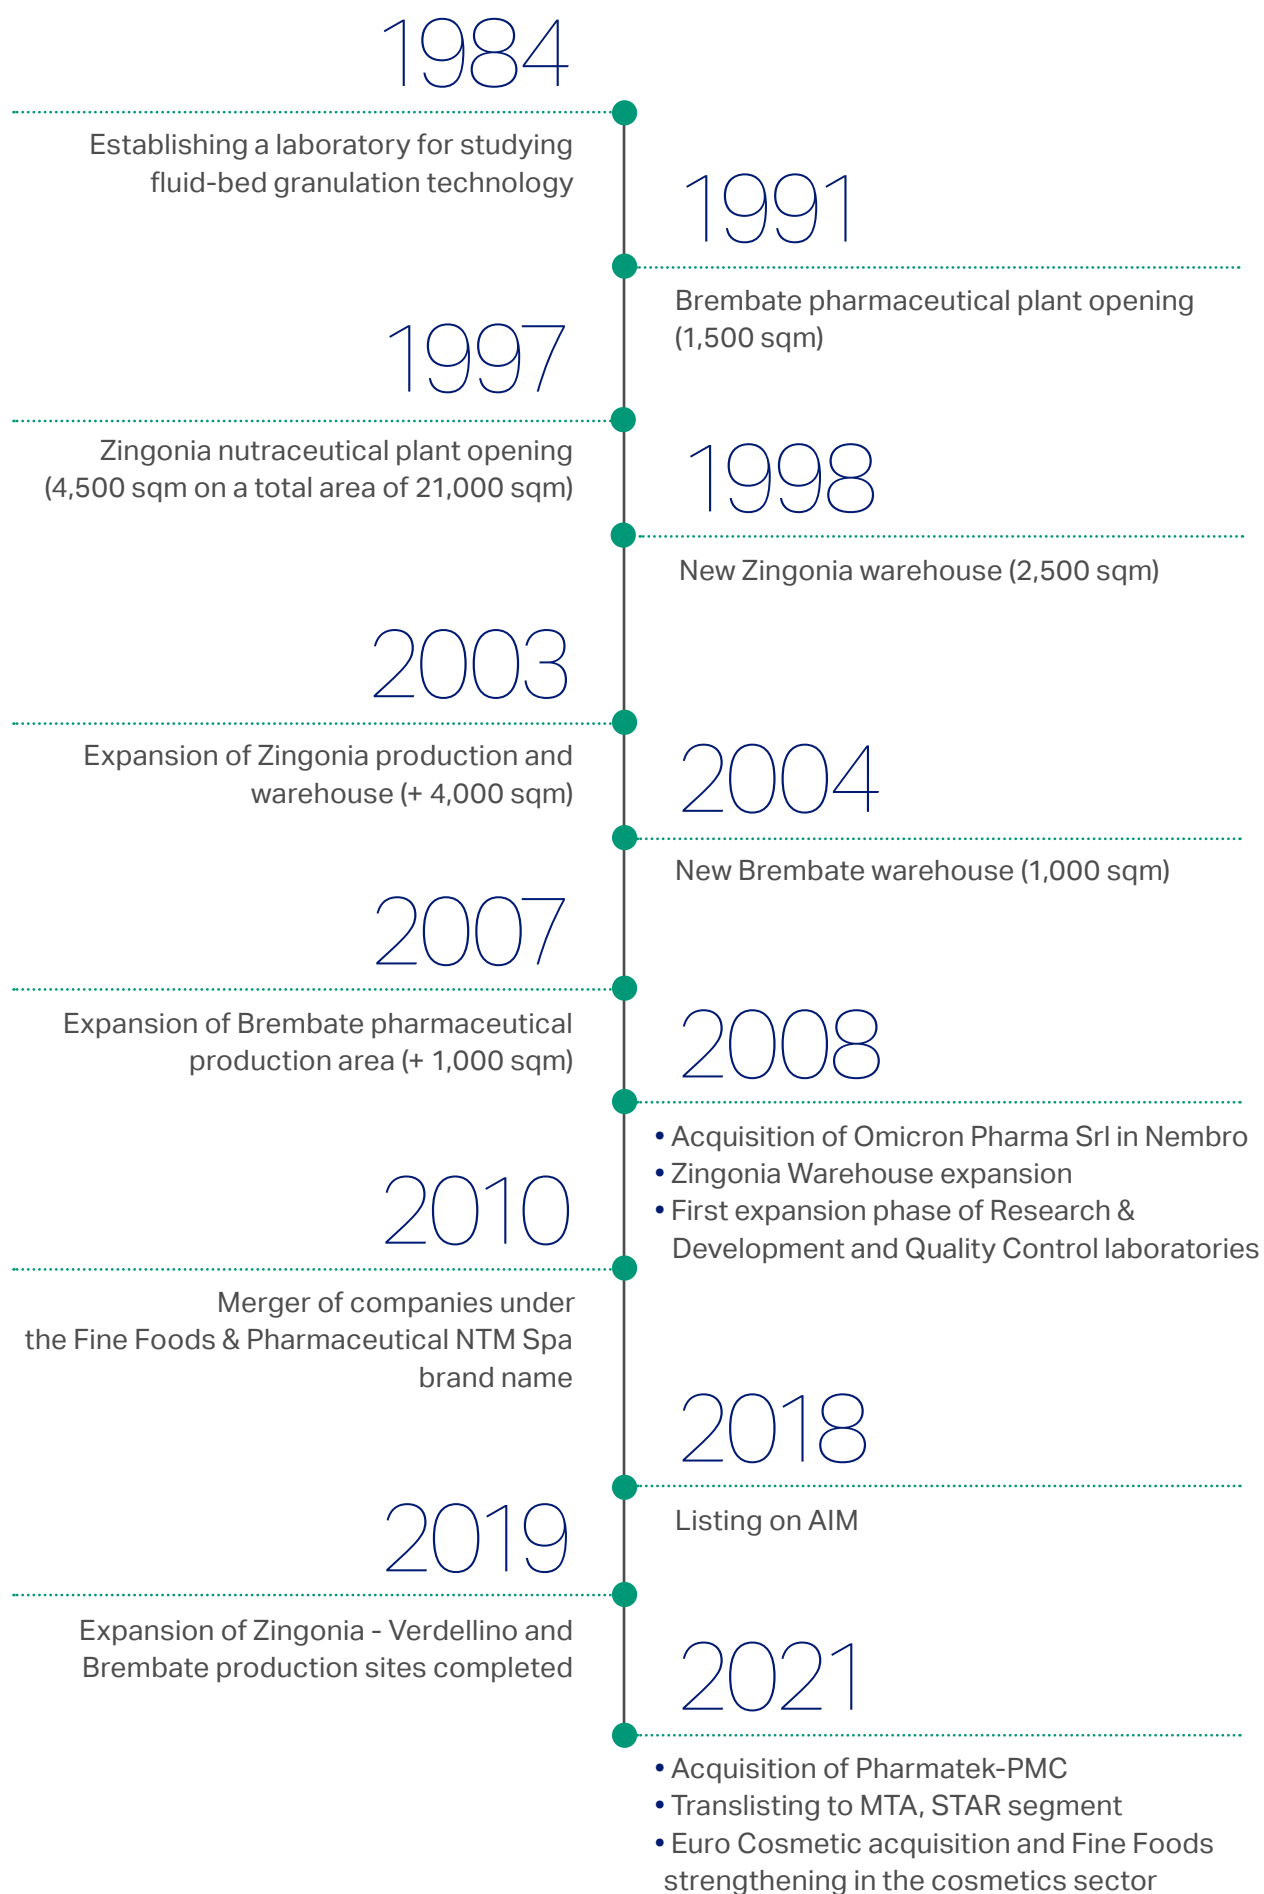 1984
Establishing a laboratory for studying
fluid-bed granulation technology
1991
Brembate pharmaceutical plant opening
(1,500 sqm)
1997
Zingonia nutraceutical plant opening
(4,500 sqm on a total area of 21,000 sqm)
1998
New Zingonia warehouse (2,500 sqm)
2003
Expansion of Zingonia production and
warehouse (+ 4,000 sqm)
2004
New Brembate warehouse (1,000 sqm)
2007
Expansion of Brembate pharmaceutical
production area (+ 1,000 sqm)
2008
• Acquisition of Omicron Pharma Srl in Nembro
• Zingonia Warehouse expansion
• First expansion phase of Research &
Development and Quality Control laboratories
2010
Merger of companies under
the Fine Foods & Pharmaceutical NTM Spa
brand name
2018
Listing on AIM
2019
Expansion of Zingonia - Verdellino and
Brembate production sites completed
2021
• Acquisition of Pharmatek-PMC
• Translisting to MTA, STAR segment
• Euro Cosmetic acquisition and Fine Foods
strengthening in the cosmetics sector